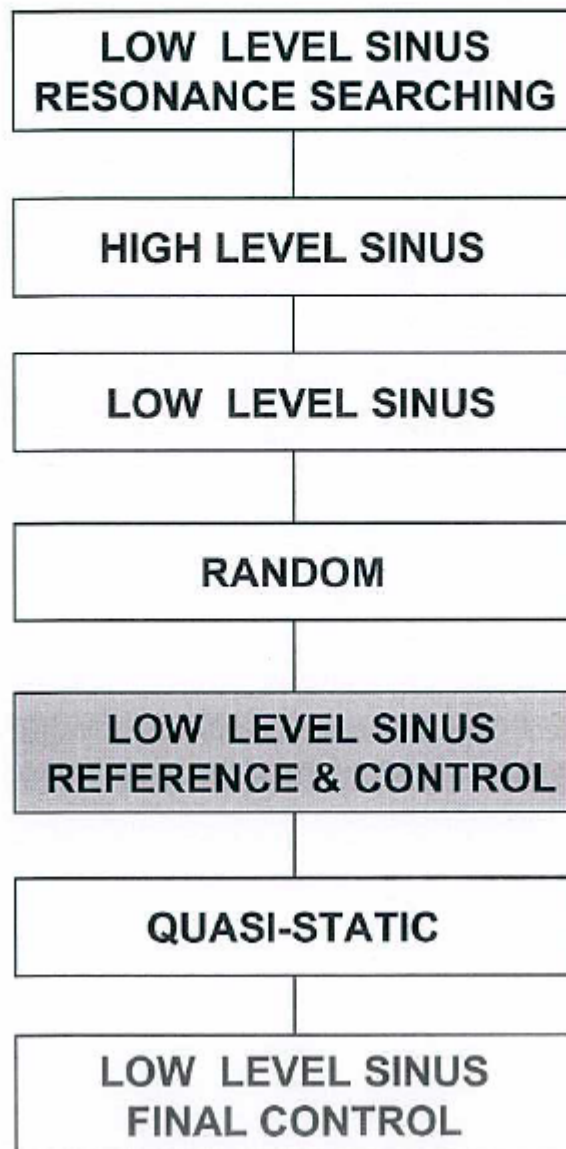 LOW LEVEL SINUS
RESONANCE SEARCHING
HIGH LEVEL SINUS
LOW LEVEL SINUS
RANDOM
LOW LEVEL SINUS
REFERENCE & CONTROL
QUASI-STATIC
LOW LEVEL SINUS
FINAL CONTROL